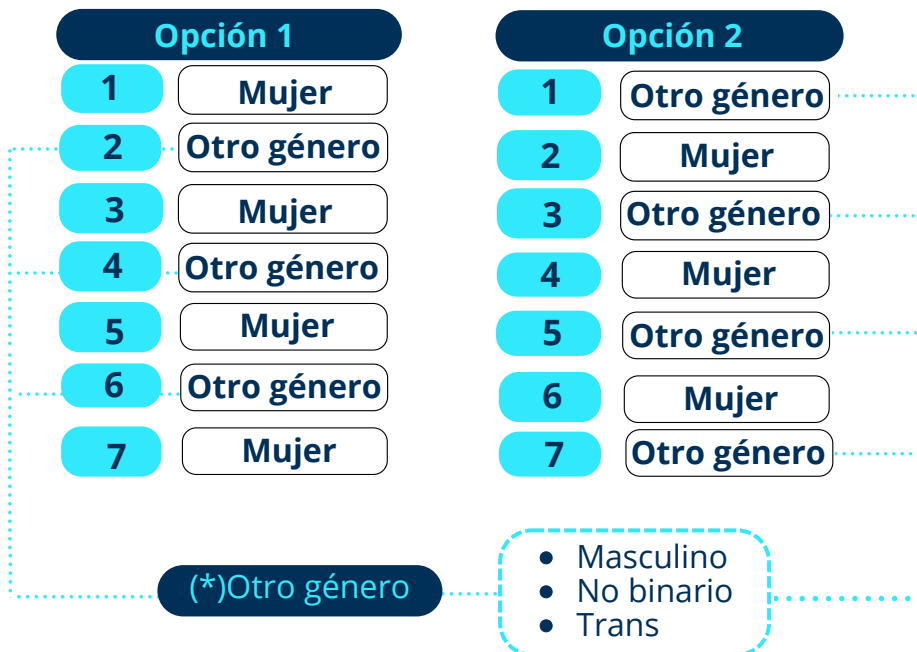 Opción 1
1 Mujer
2 Otro género
3 Mujer
4 Otro género
5 Mujer
6 Otro género
7 Mujer
Opción 2
1 Otro género
2 Mujer
3 Otro género
4 Mujer
5 Otro género
6 Mujer
7 Otro género
(*)Otro género
• Masculino
• No binario
• Trans